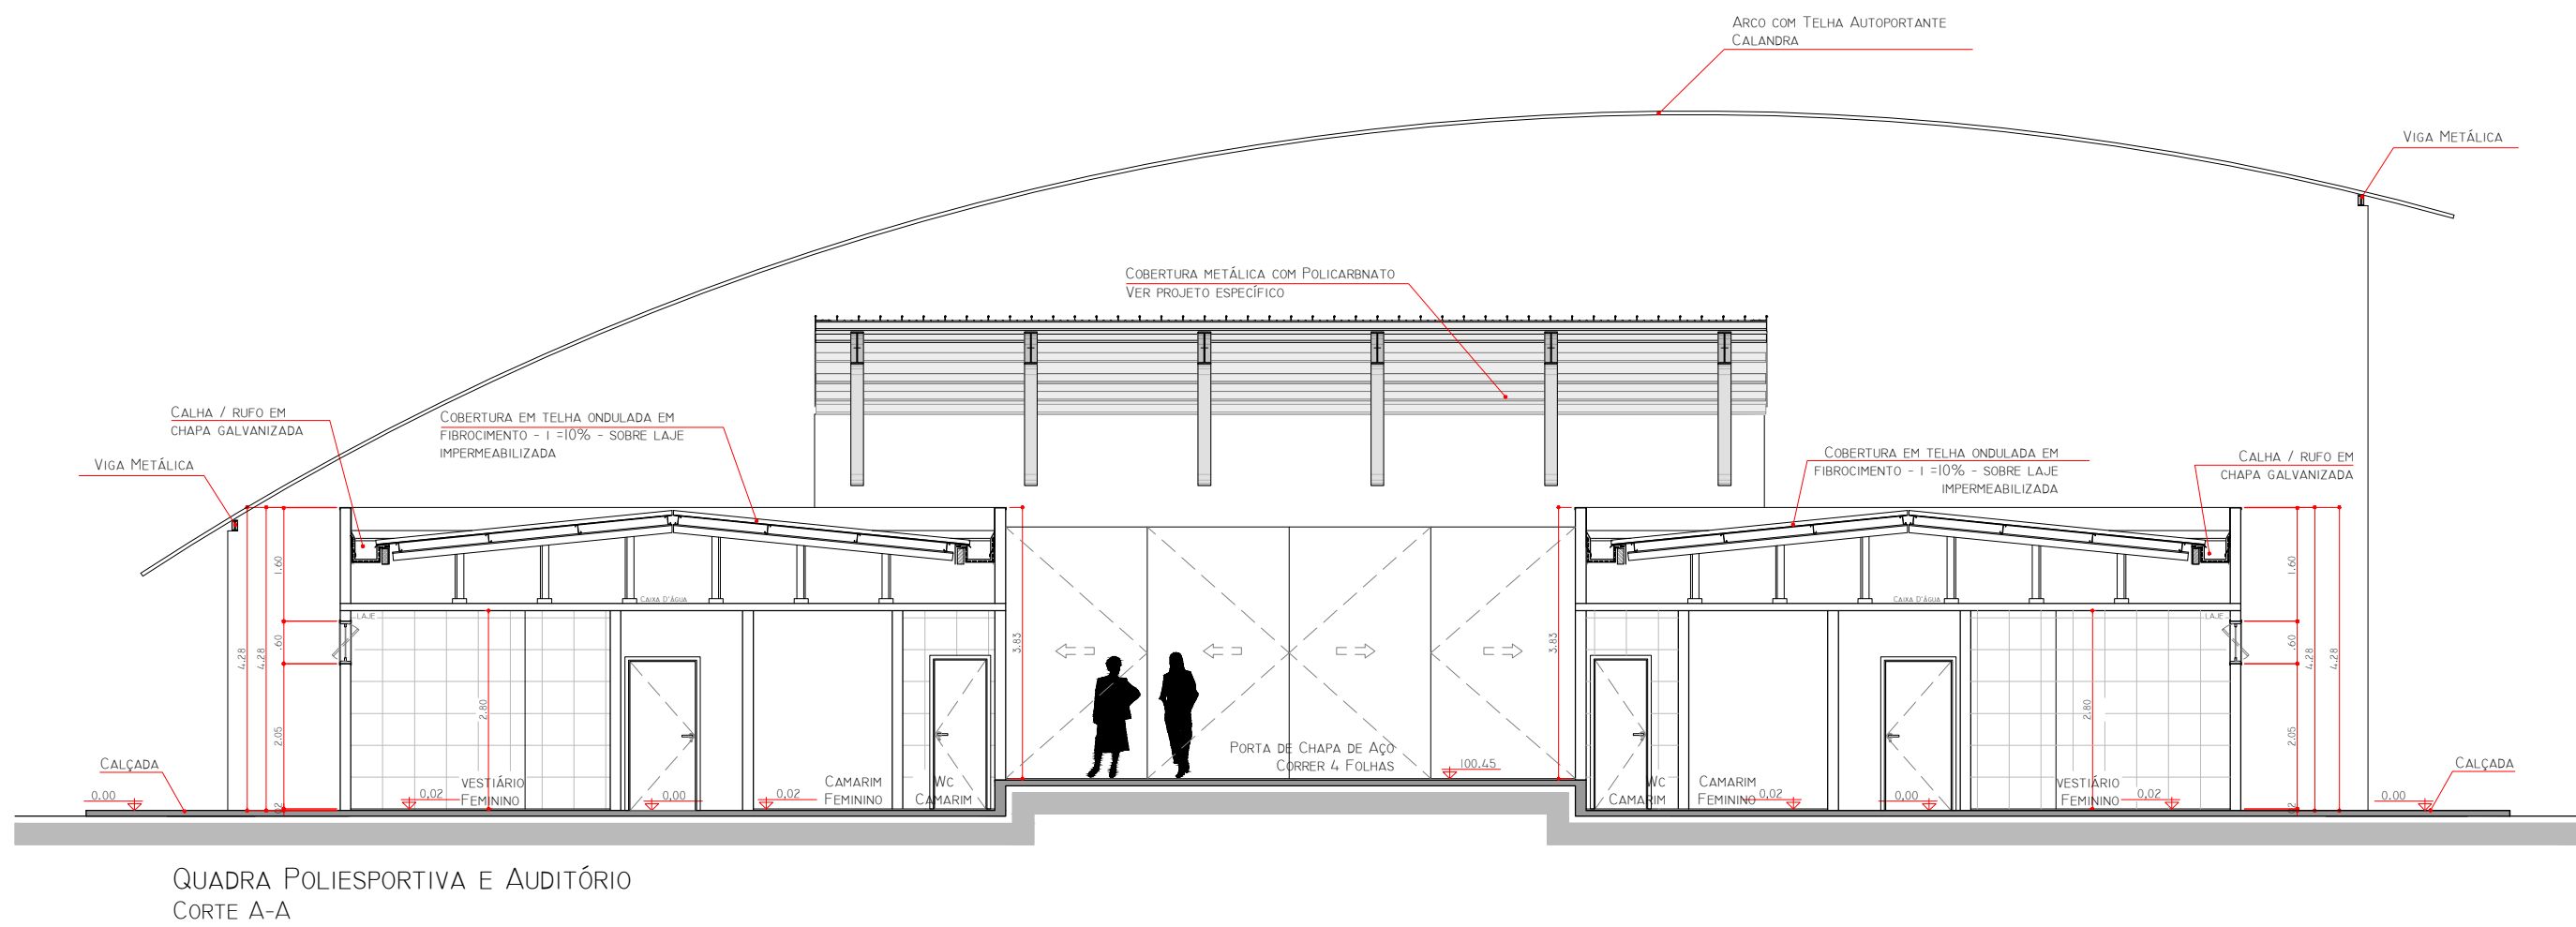 Arco com Telha Autoportante
Calandra
Viga Metálica
Cobertura metálica com Policarbnato
Ver projeto específico
Calha / rufo em
chapa galvanizada
Cobertura em telha ondulada em
fibrocimento - i =10% - sobre laje
impermeabilizada
Viga Metálica
Cobertura em telha ondulada em
fibrocimento - i =10% - sobre laje
impermeabilizada
Calha / rufo em
chapa galvanizada
1.60
.60
2.05
.02
4.28
4.28
Laje
Caixa D'água
2.80
3.83
3.83
Caixa D'água
Laje
2.80
1.60
.60
2.05
.02
4.28
4.28
Porta de Chapa de Aço
Correr 4 Folhas
100.45
Calçada
0.00
0,02
Vestiário
Feminino
0,00
0,02
Camarim
Feminino
Wc
Camarim
Wc
Camarim
Camarim
Feminino
0,02
0,00
Vestiário
Feminino
0,02
0.00
Calçada
Quadra Poliesportiva e Auditório
Corte A-A